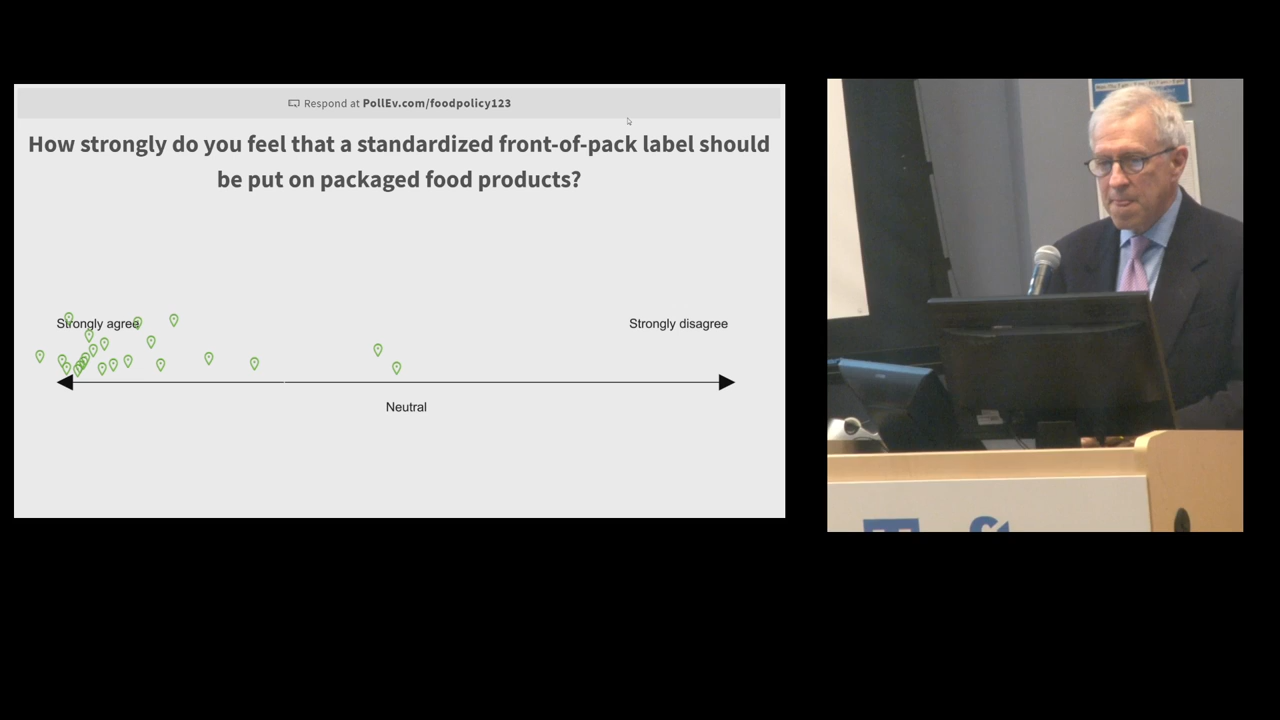 Respond at PollEv.com/foodpolicy123
How strongly do you feel that a standardized front-of-pack label should
be put on packaged food products?
Strongly agree
Strongly disagree
Neutral